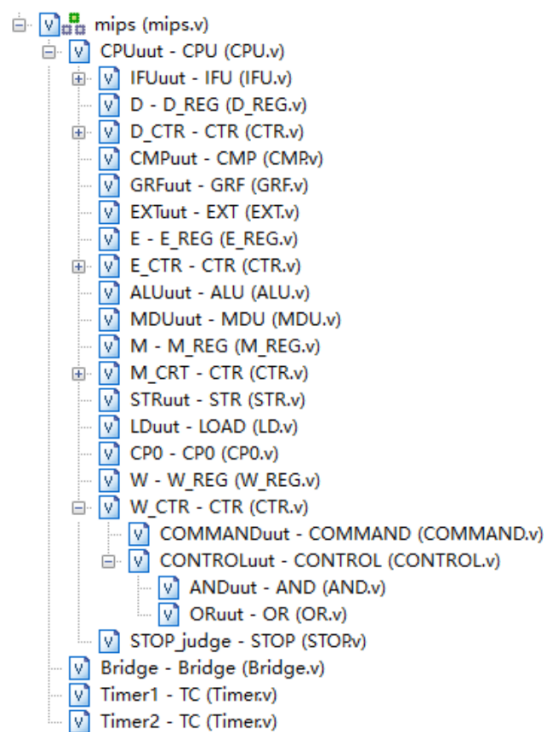 mips (mips.v)
CPUuut - CPU (CPU.v)
IFUuut - IFU (IFU.v)
D - D_REG (D_REG.v)
D_CTR - CTR (CTR.v)
CMPuut - CMP (CMP.v)
GRFuut - GRF (GRF.v)
EXTuut - EXT (EXT.v)
E - E_REG (E_REG.v)
E_CTR - CTR (CTR.v)
ALUuut - ALU (ALU.v)
MDUuut - MDU (MDU.v)
M - M_REG (M_REG.v)
M_CRT - CTR (CTR.v)
STRuut - STR (STR.v)
LDuut - LOAD (LD.v)
CP0 - CP0 (CP0.v)
W - W_REG (W_REG.v)
W_CTR - CTR (CTR.v)
COMMANDuut - COMMAND (COMMAND.v)
CONTROLuut - CONTROL (CONTROL.v)
ANDuut - AND (AND.v)
ORuut - OR (OR.v)
STOP_judge - STOP (STOP.v)
Bridge - Bridge (Bridge.v)
Timer1 - TC (Timer.v)
Timer2 - TC (Timer.v)